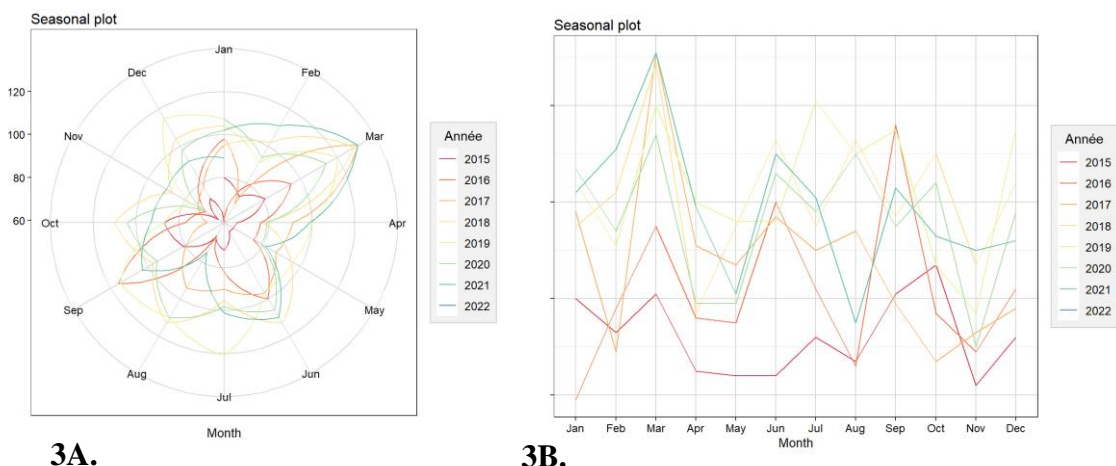 Seasonal plot
Jan
Feb
Mar
Apr
May
Jun
Jul
Aug
Sep
Oct
Nov
Dec
120
100
80
60
Month
Année
2015
2016
2017
2018
2019
2020
2021
2022
3A.
Seasonal plot
Jan Feb Mar Apr May Jun Jul Aug Sep Oct Nov Dec
Month
Année
2015
2016
2017
2018
2019
2020
2021
2022
3B.